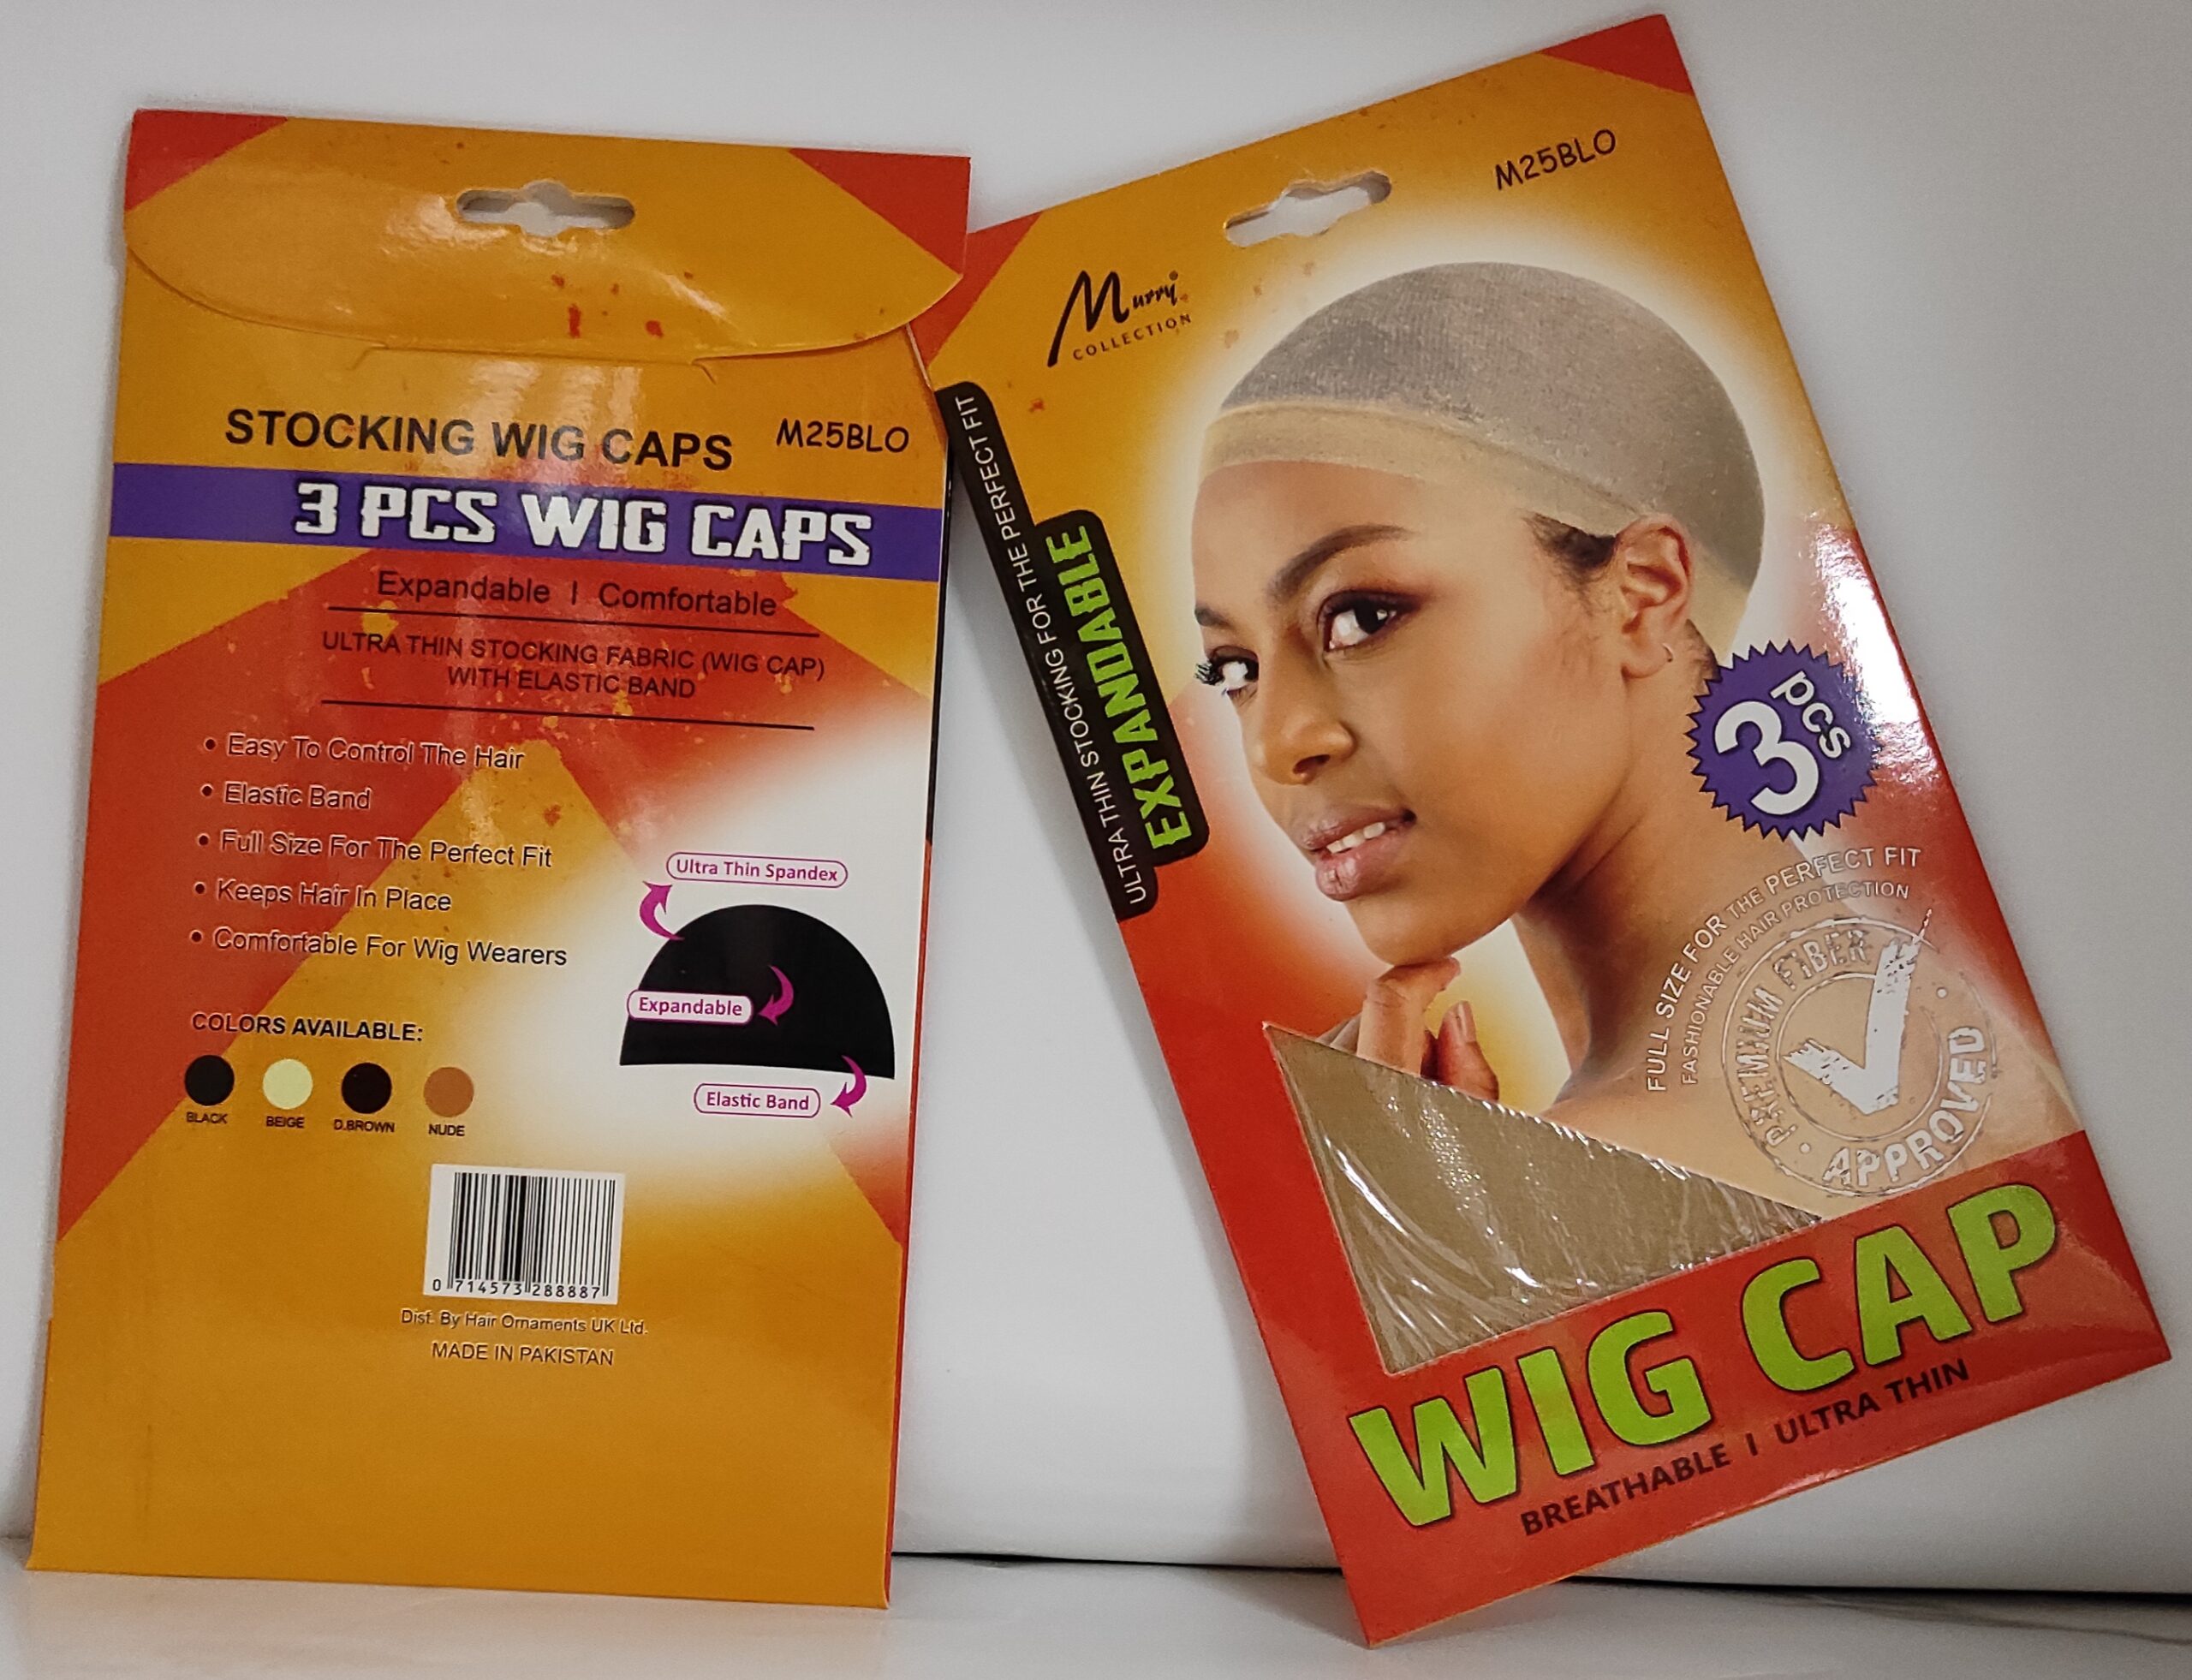 STOCKING WIG CAPS M25BLO
3 PCS WIG CAPS
Expandable I Comfortable
ULTRA THIN STOCKING FABRIC (WIG CAP)
WITH ELASTIC BAND
• Easy To Control The Hair
• Elastic Band
• Full Size For The Perfect Fit
• Keeps Hair In Place
• Comfortable For Wig Wearers
Ultra Thin Spandex
Expandable
Elastic Band
COLORS AVAILABLE:
BLACK BEIGE D.BROWN NUDE
0 714573 288887
Dist. By Hair Ornaments UK Ltd.
MADE IN PAKISTAN
M25BLO
Murry
COLLECTION
ULTRA THIN STOCKING FOR THE PERFECT FIT
EXPANDABLE
3 pcs
FULL SIZE FOR THE PERFECT FIT
FASHIONABLE HAIR PROTECTION
PREMIUM FIBER
APPROVED
WIG CAP
BREATHABLE I ULTRA THIN